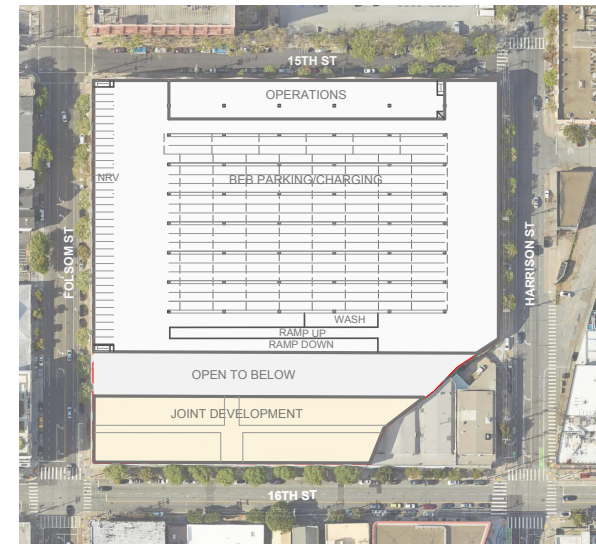 15TH ST
OPERATIONS
NRV
BEB PARKING/CHARGING
FOLSOM ST
HARRISON ST
WASH
RAMP UP
RAMP DOWN
OPEN TO BELOW
JOINT DEVELOPMENT
16TH ST